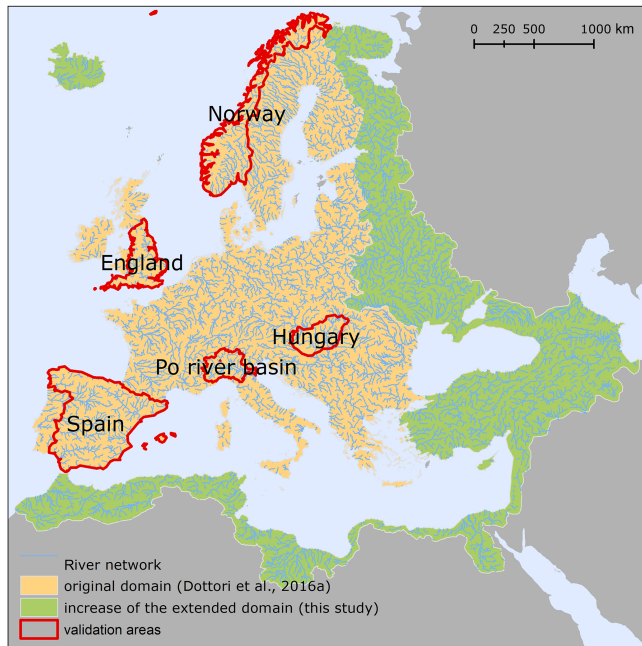 0 250 500 1000 km
Norway
England
Hungary
Po river basin
Spain
River network
original domain (Dottori et al., 2016a)
increase of the extended domain (this study)
validation areas